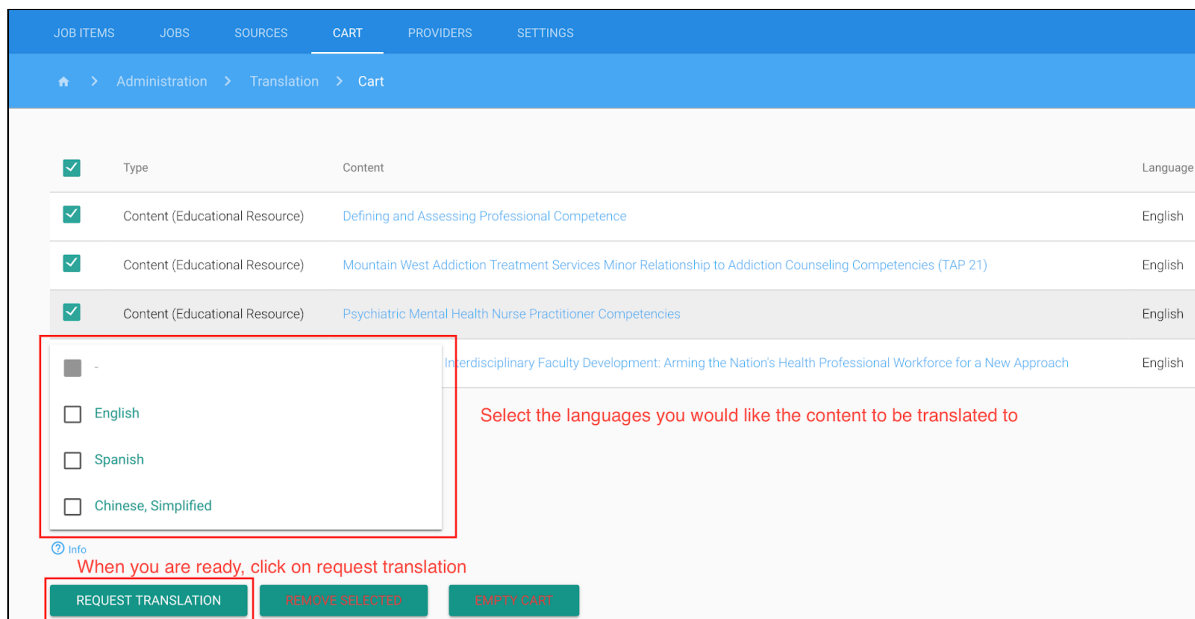 JOB ITEMS JOBS SOURCES CART PROVIDERS SETTINGS
Administration > Translation > Cart
Type Content Language
Content (Educational Resource) Defining and Assessing Professional Competence English
Content (Educational Resource) Mountain West Addiction Treatment Services Minor Relationship to Addiction Counseling Competencies (TAP 21) English
Content (Educational Resource) Psychiatric Mental Health Nurse Practitioner Competencies English
Interdisciplinary Faculty Development: Arming the Nation's Health Professional Workforce for a New Approach English
-
English
Select the languages you would like the content to be translated to
Spanish
Chinese, Simplified
Info
When you are ready, click on request translation
REQUEST TRANSLATION REMOVE SELECTED EMPTY CART